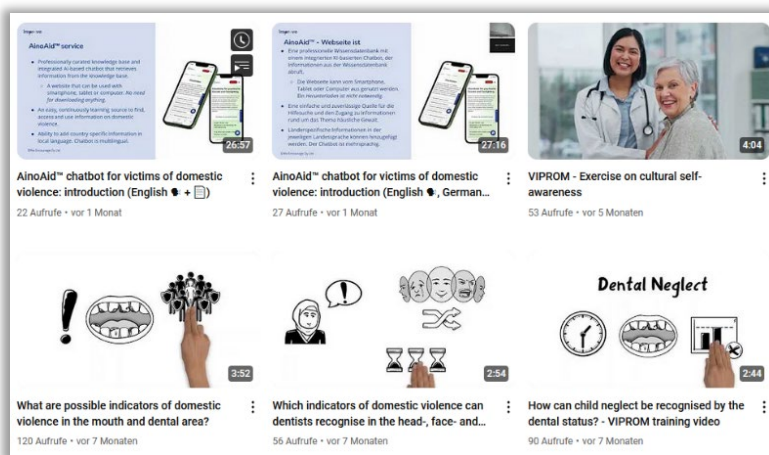 AinoAid™ service
Professionally curated knowledge base and
integrated AI-based chatbot that retrieves
information from the knowledge base.
A website that can be used with
smartphone, tablet or computer. No need
for downloading anything.
An easy, continuously learning source to find,
access and use information on domestic
violence.
Ability to add country specific information in
local language. Chatbot is multilingual.
26:57
AinoAid™ – Webseite ist
Eine professionelle Wissensdatenbank mit
einem integrierten KI-basierten Chatbot, der
Informationen aus der Wissensdatenbank
abruft.
Die Webseite kann vom Smartphone,
Tablet oder Computer aus genutzt werden.
Ein Herunterladen ist nicht notwendig.
Eine einfache und zuverlässige Quelle für die
Hilfesuche und den Zugang zu Informationen
rund um das Thema Häusliche Gewalt.
Landerspezifische Informationen in der
jeweiligen Landessprache können hinzugefügt
werden. Der Chatbot ist mehrsprachig.
27:16
4:04
AinoAid™ chatbot for victims of domestic
violence: introduction (English 🗣 + 📄)
22 Aufrufe • vor 1 Monat
AinoAid™ chatbot for victims of domestic
violence: introduction (English 🗣, German...
27 Aufrufe • vor 1 Monat
VIPROM - Exercise on cultural self-
awareness
53 Aufrufe • vor 5 Monaten
3:52
2:54
Dental Neglect
2:44
What are possible indicators of domestic
violence in the mouth and dental area?
120 Aufrufe • vor 7 Monaten
Which indicators of domestic violence can
dentists recognise in the head-, face- and...
56 Aufrufe • vor 7 Monaten
How can child neglect be recognised by the
dental status? - VIPROM training video
90 Aufrufe • vor 7 Monaten